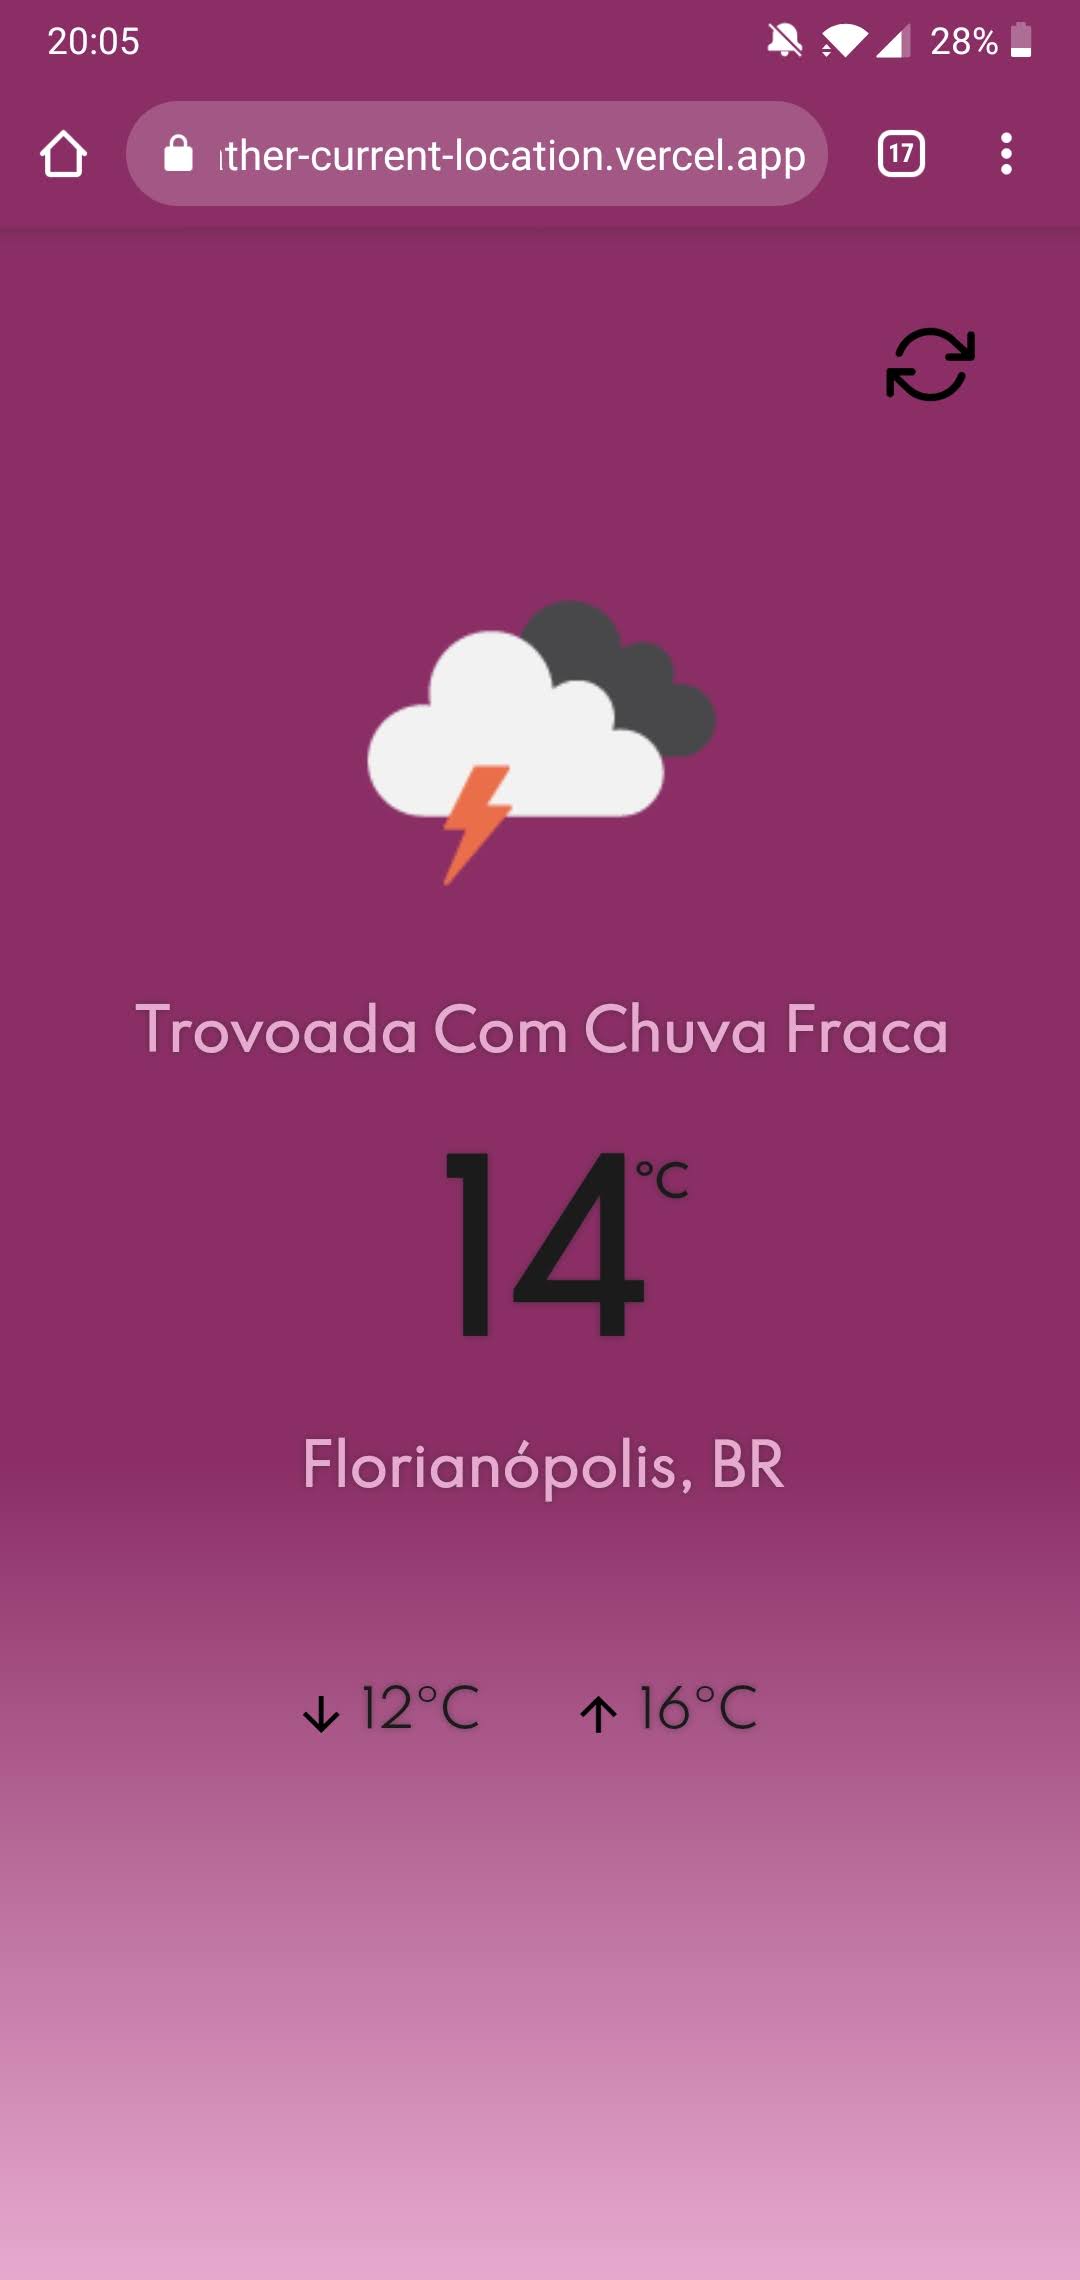 20:05
28%
ther-current-location.vercel.app
17
Trovoada Com Chuva Fraca
14°C
Florianópolis, BR
↓ 12°C ↑ 16°C